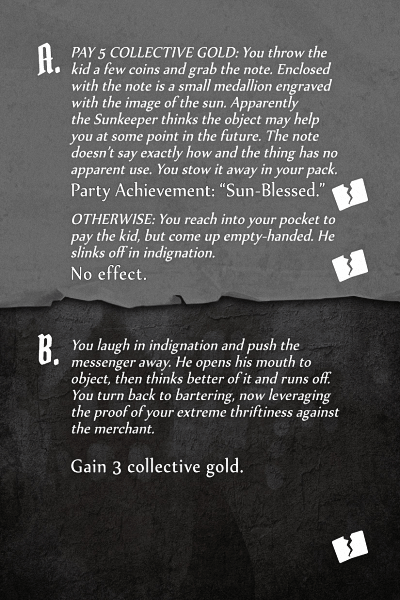 A.
PAY 5 COLLECTIVE GOLD: You throw the
kid a few coins and grab the note. Enclosed
with the note is a small medallion engraved
with the image of the sun. Apparently
the Sunkeeper thinks the object may help
you at some point in the future. The note
doesn't say exactly how and the thing has no
apparent use. You stow it away in your pack.
Party Achievement: “Sun-Blessed.”
OTHERWISE: You reach into your pocket to
pay the kid, but come up empty-handed. He
slinks off in indignation.
No effect.
B.
You laugh in indignation and push the
messenger away. He opens his mouth to
object, then thinks better of it and runs off.
You turn back to bartering, now leveraging
the proof of your extreme thriftiness against
the merchant.
Gain 3 collective gold.